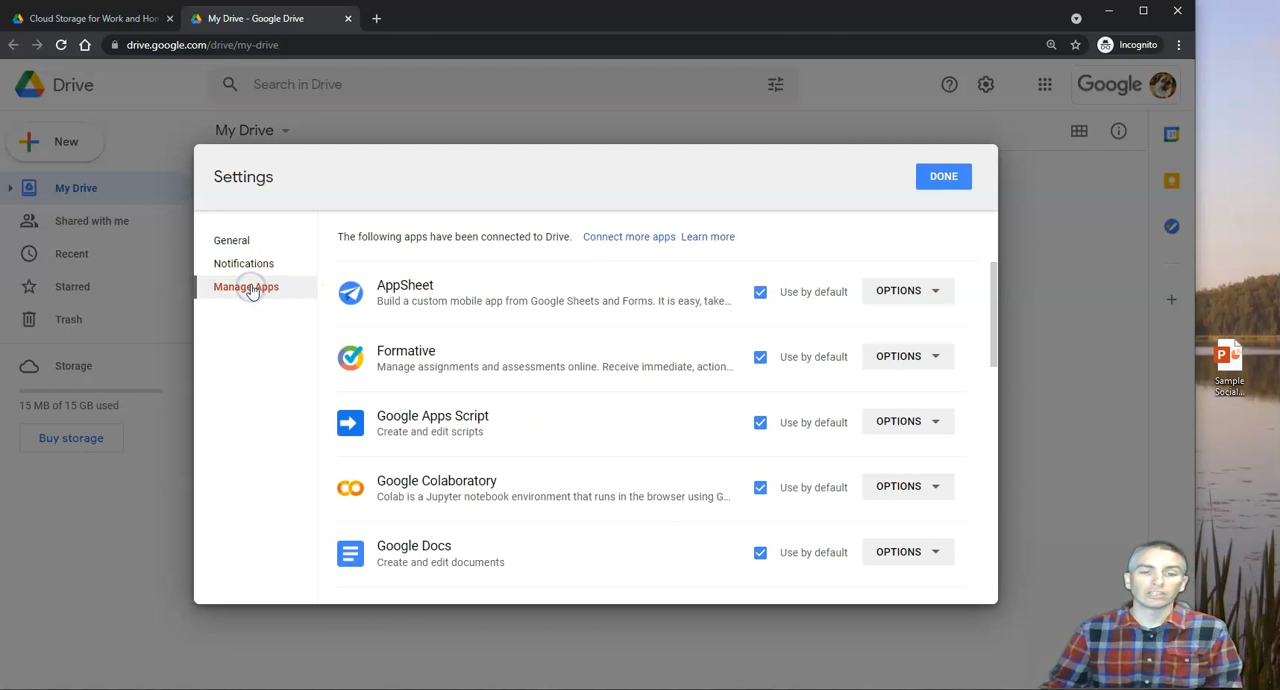 Cloud Storage for Work and Hon
My Drive - Google Drive
drive.google.com/drive/my-drive
Incognito
Drive
Search in Drive
Google
New
My Drive
My Drive
Shared with me
Recent
Starred
Trash
Storage
15 MB of 15 GB used
Buy storage
Settings
DONE
General
Notifications
Manage Apps
The following apps have been connected to Drive. Connect more apps Learn more
AppSheet
Build a custom mobile app from Google Sheets and Forms. It is easy, take...
Use by default
OPTIONS
Formative
Manage assignments and assessments online. Receive immediate, action...
Use by default
OPTIONS
Google Apps Script
Create and edit scripts
Use by default
OPTIONS
Google Colaboratory
Colab is a Jupyter notebook environment that runs in the browser using G...
Use by default
OPTIONS
Google Docs
Create and edit documents
Use by default
OPTIONS
P
Sample
Social...